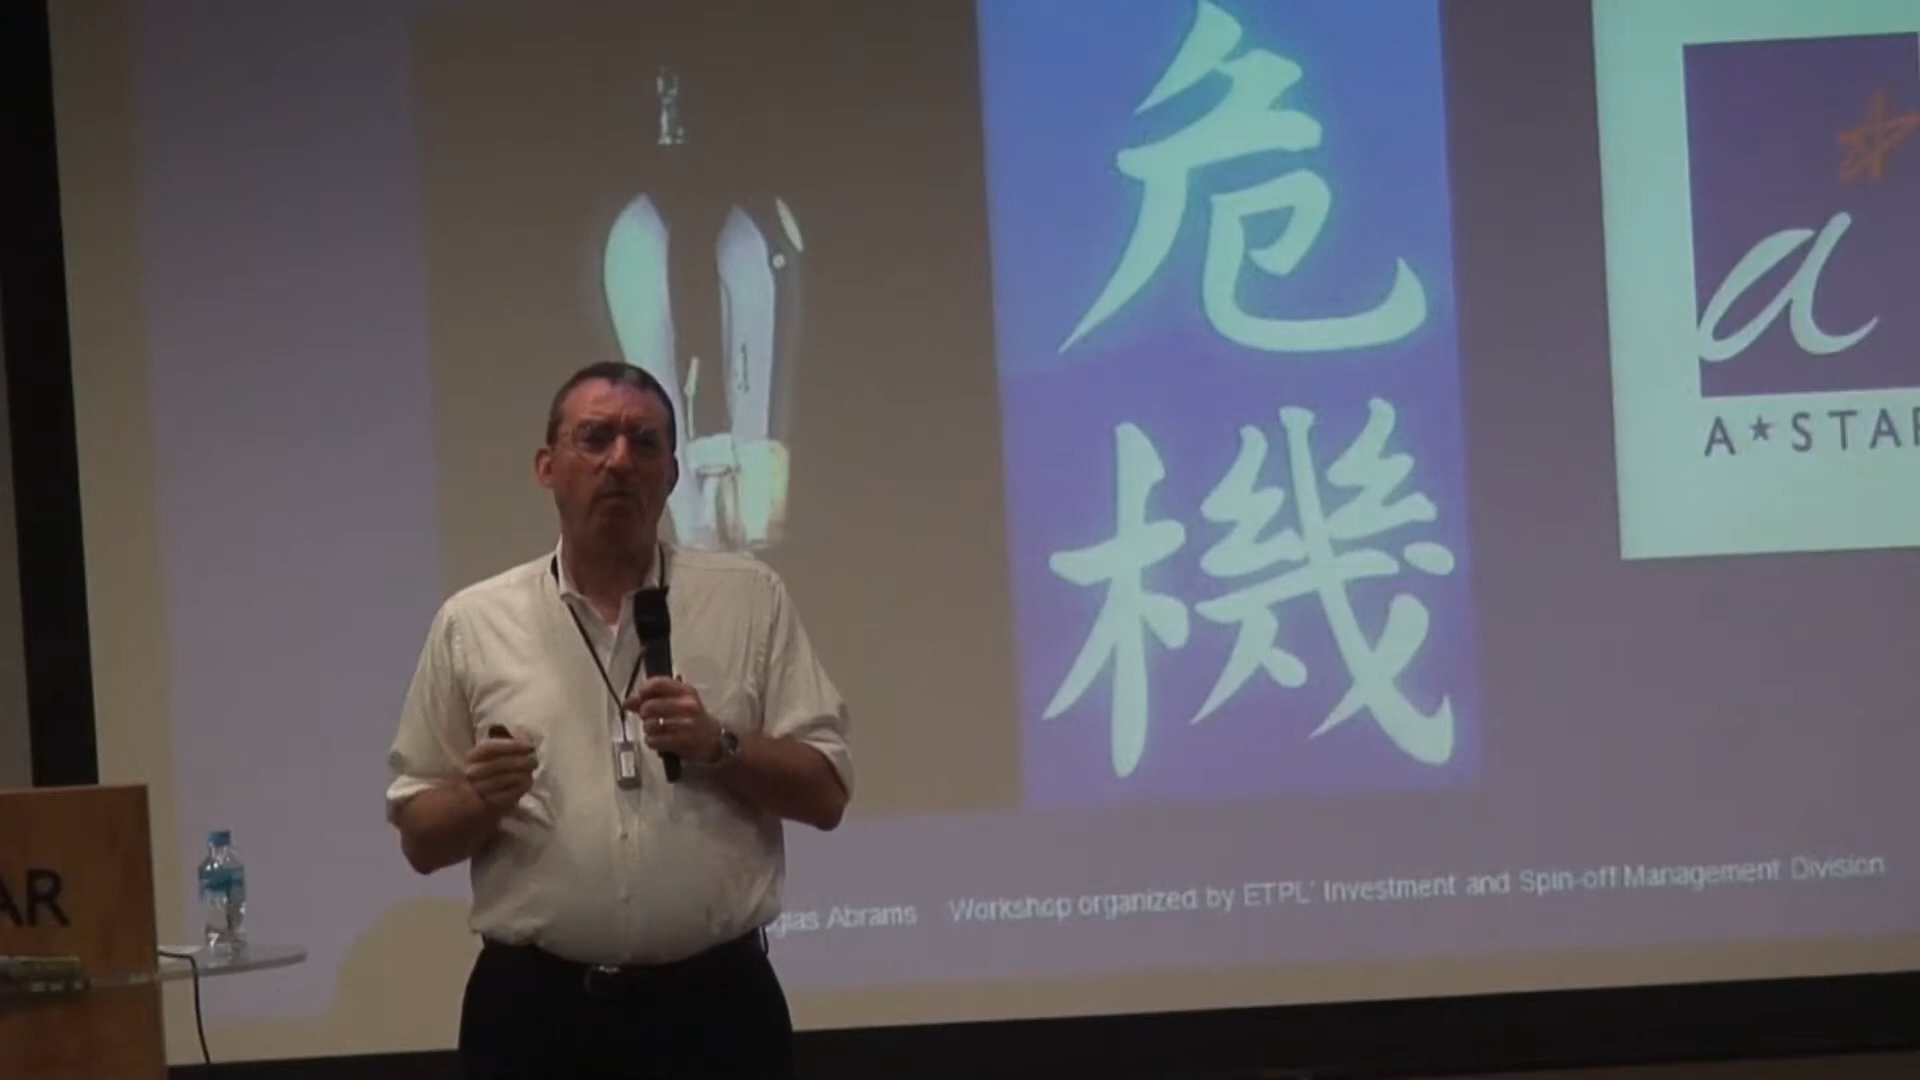 危
機
a
A★STAR
AR
glas Abrams Workshop organized by ETPL' Investment and Spin-off Management Division